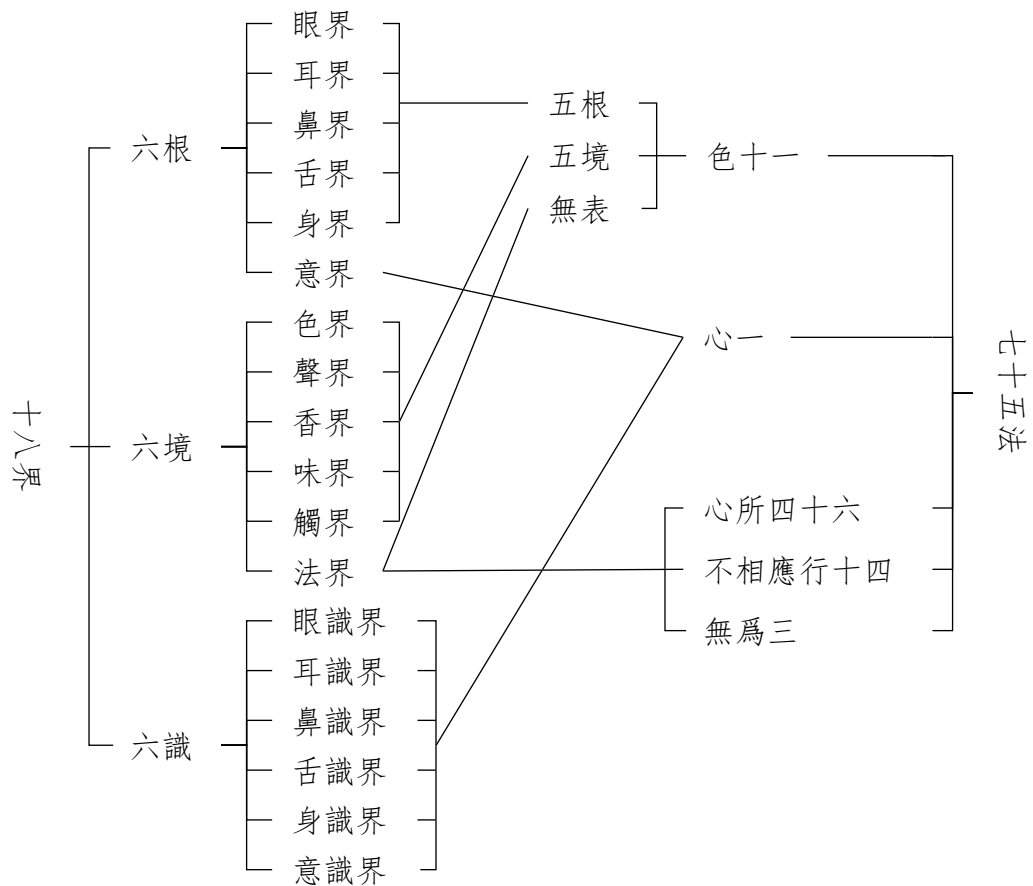 十八界
六根
眼界
耳界
鼻界
舌界
身界
意界
六境
色界
聲界
香界
味界
觸界
法界
六識
眼識界
耳識界
鼻識界
舌識界
身識界
意識界
五根
五境
無表
色十一
心一
心所四十六
不相應行十四
無爲三
七十五法